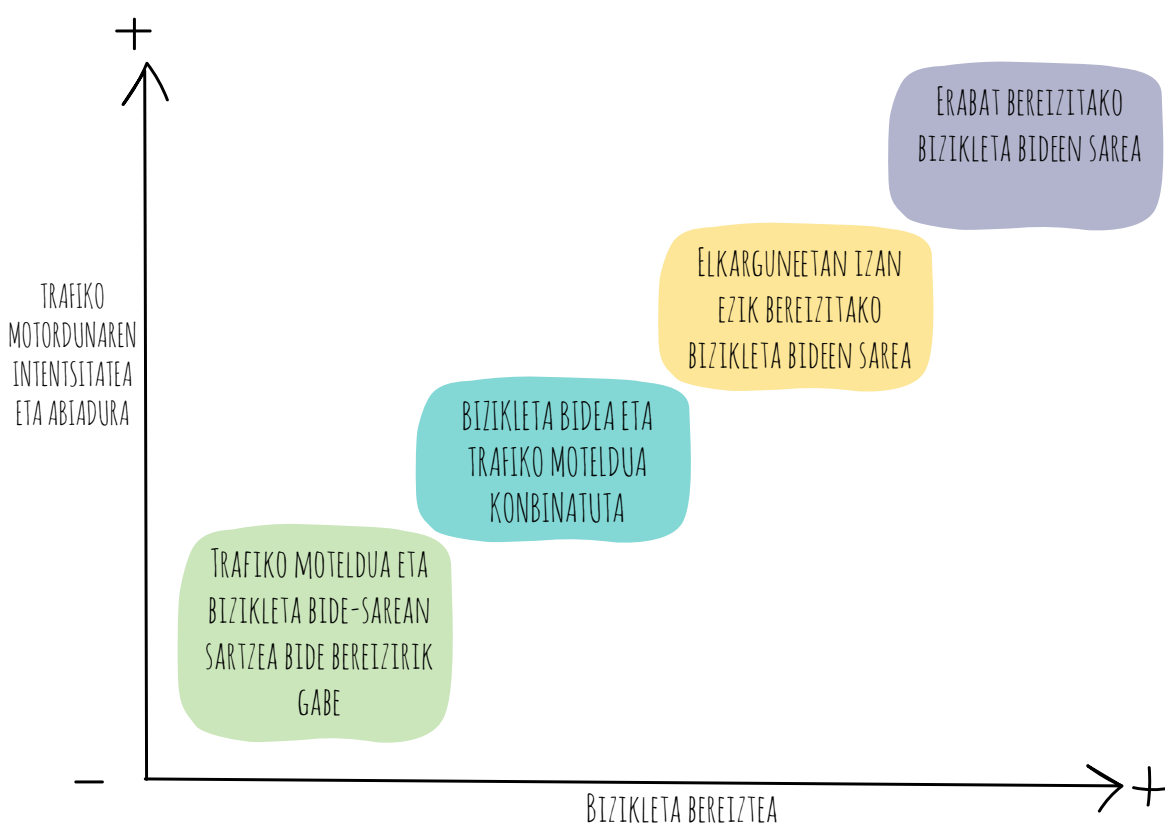 +
Erabat bereizitako
bizikleta bideen sarea
Elkarguneetan izan
ezik bereizitako
bizikleta bideen sarea
trafiko
motordunaren
intentsitatea
eta abiadura
bizikleta bidea eta
trafiko moteldua
konbinatuta
Trafiko moteldua eta
bizikleta bide-sarean
sartzea bide bereizirik
gabe
−
+
Bizikleta bereiztea